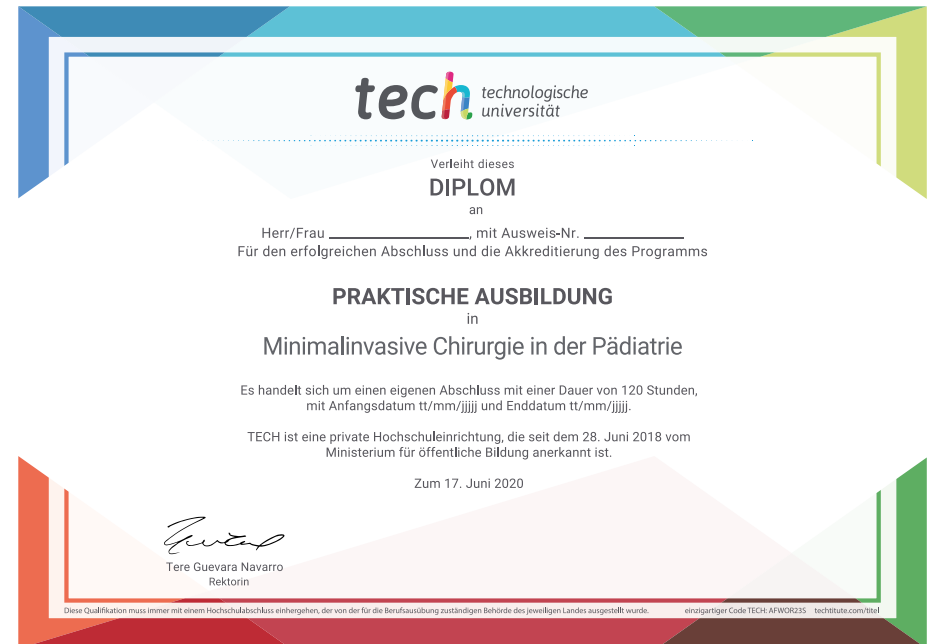 tech technologische
universität
Verleiht dieses
DIPLOM
an
Herr/Frau ____________________, mit Ausweis-Nr. ______________
Für den erfolgreichen Abschluss und die Akkreditierung des Programms
PRAKTISCHE AUSBILDUNG
in
Minimalinvasive Chirurgie in der Pädiatrie
Es handelt sich um einen eigenen Abschluss mit einer Dauer von 120 Stunden,
mit Anfangsdatum tt/mm/jjjjj und Enddatum tt/mm/jjjjj.
TECH ist eine private Hochschuleinrichtung, die seit dem 28. Juni 2018 vom
Ministerium für öffentliche Bildung anerkannt ist.
Zum 17. Juni 2020
Tere Guevara Navarro
Rektorin
Diese Qualifikation muss immer mit einem Hochschulabschluss einhergehen, der von der für die Berufsausübung zuständigen Behörde des jeweiligen Landes ausgestellt wurde. einzigartiger Code TECH: AFWOR23S techtitute.com/titel